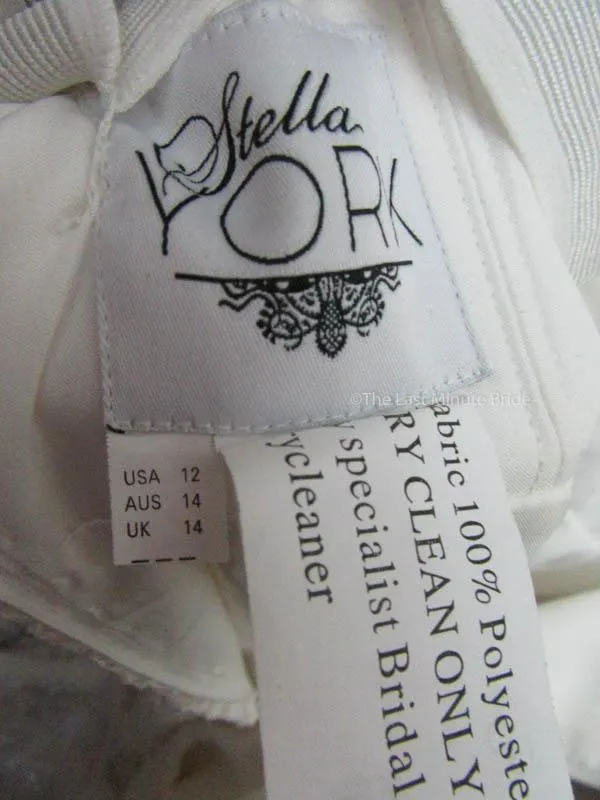 Stella
YORK
©The Last Minute Bride
USA 12
AUS 14
UK 14
abric 100% Polyeste
RY CLEAN ONLY
specialist Bridal
ycleaner